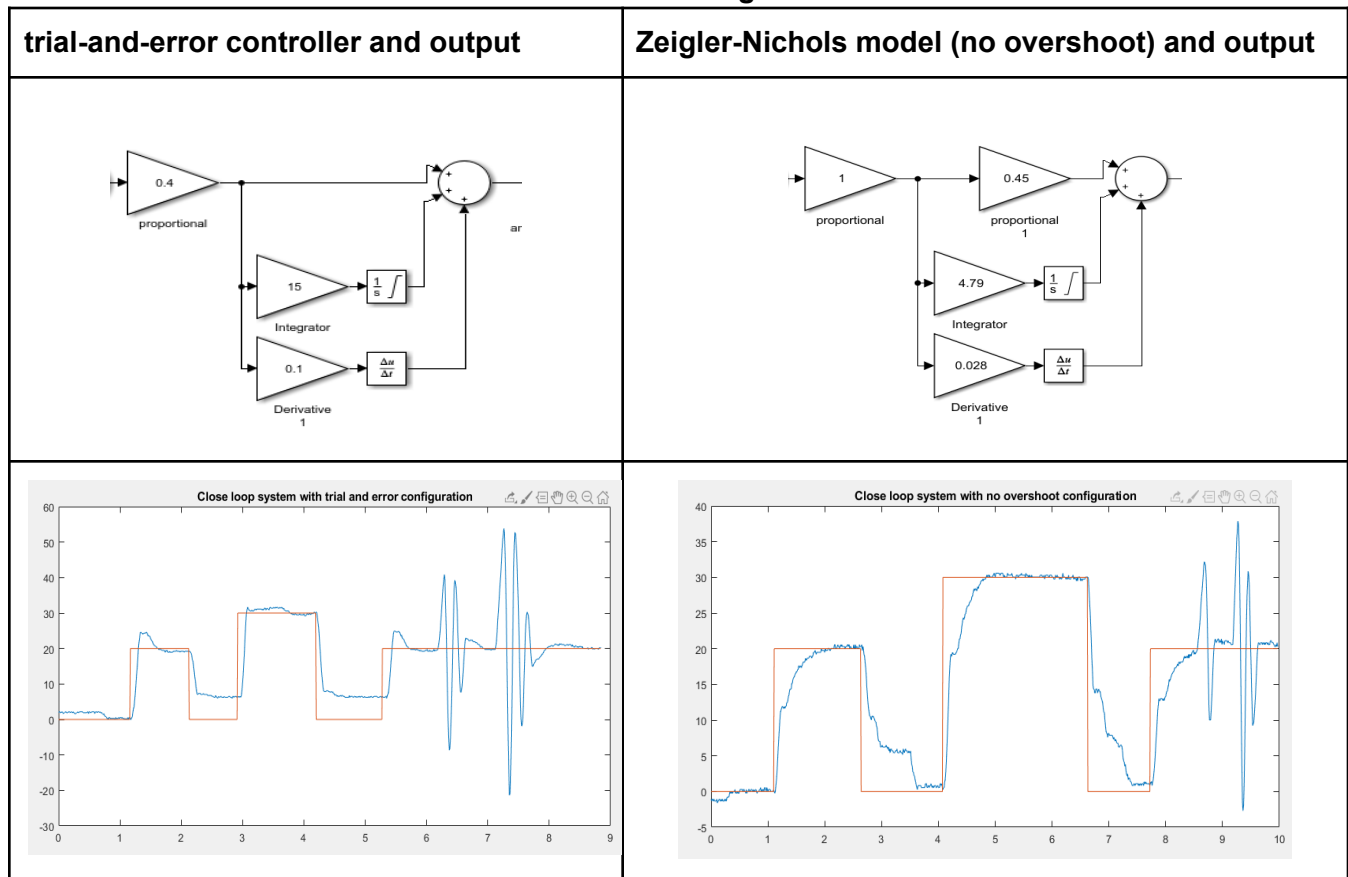 trial-and-error controller and output
Zeigler-Nichols model (no overshoot) and output
0.4
proportional
ar
15
1
s
Integrator
0.1
Δu
Δt
Derivative
1
+
+
+
1
proportional
0.45
proportional
1
4.79
1
s
Integrator
0.028
Δu
Δt
Derivative
1
+
+
+
Close loop system with trial and error configuration
60
50
40
30
20
10
0
-10
-20
-30
0 1 2 3 4 5 6 7 8 9
Close loop system with no overshoot configuration
40
35
30
25
20
15
10
5
0
-5
0 1 2 3 4 5 6 7 8 9 10